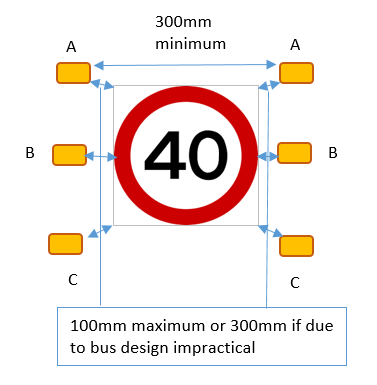 300mm
minimum
A A
40
B B
C C
100mm maximum or 300mm if due
to bus design impractical